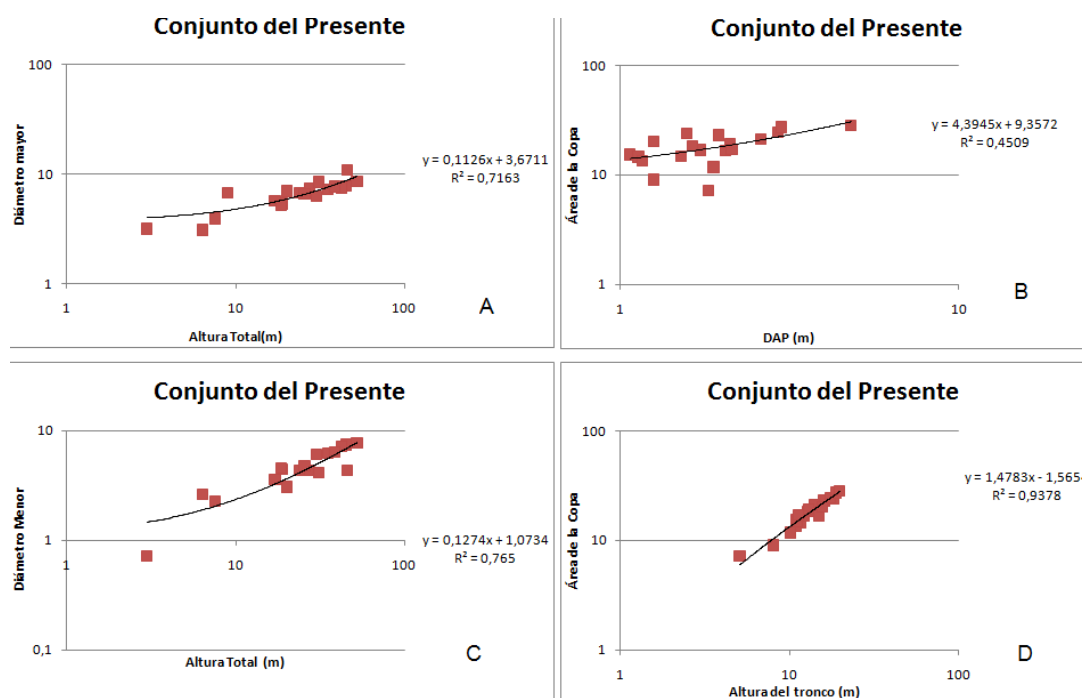 Conjunto del Presente
100
10
1
1
10
100
Diámetro mayor
Altura Total(m)
y = 0,1126x + 3,6711
R² = 0,7163
A
Conjunto del Presente
100
10
1
1
10
Área de la Copa
DAP (m)
y = 4,3945x + 9,3572
R² = 0,4509
B
Conjunto del Presente
10
1
0,1
1
10
100
Diámetro Menor
Altura Total (m)
y = 0,1274x + 1,0734
R² = 0,765
C
Conjunto del Presente
100
10
1
1
10
100
Área de la Copa
Altura del tronco (m)
y = 1,4783x - 1,565
R² = 0,9378
D